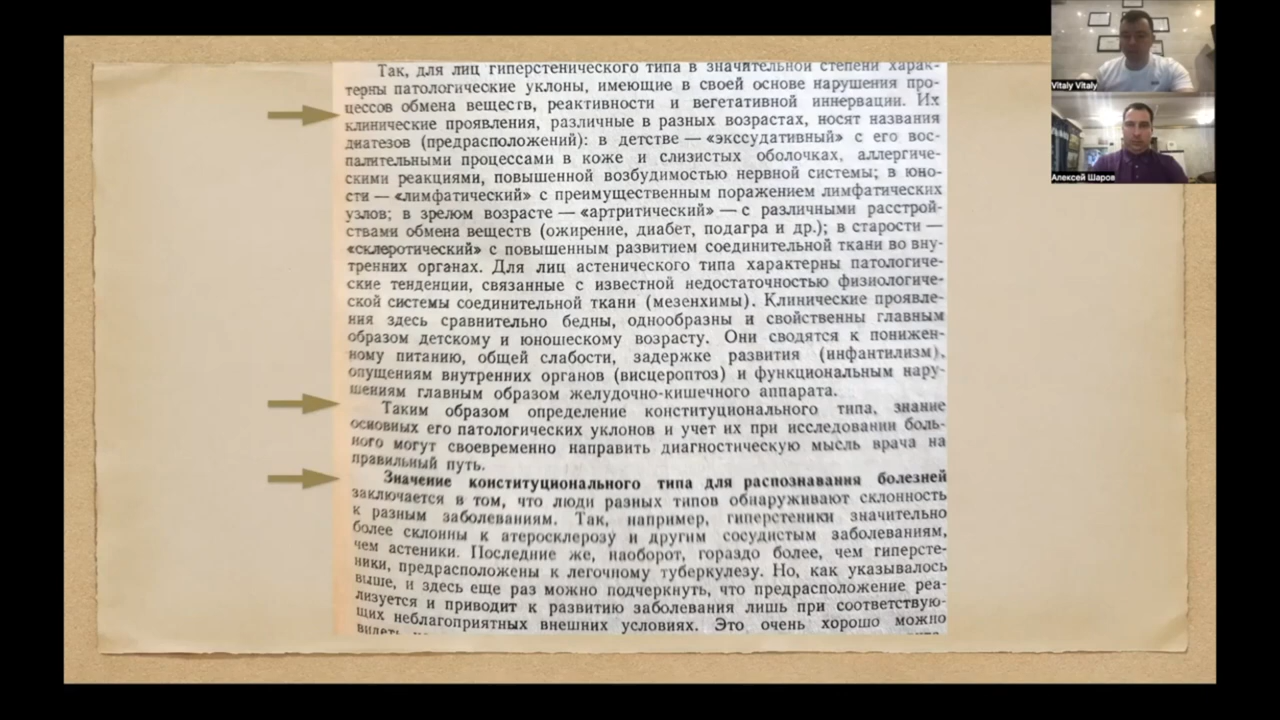 Так, для лиц гиперстенического типа в значительной степени харак-
терны патологические уклоны, имеющие в своей основе нарушения про-
цессов обмена веществ, реактивности и вегетативной иннервации. Их
клинические проявления, различные в разных возрастах, носят названия
диатезов (предрасположений): в детстве — «экссудативный» с его вос-
палительными процессами в коже и слизистых оболочках, аллергиче-
скими реакциями, повышенной возбудимостью нервной системы; в юно-
сти — «лимфатический» с преимущественным поражением лимфатических
узлов; в зрелом возрасте — «артритический» — с различными расстрой-
ствами обмена веществ (ожирение, диабет, подагра и др.); в старости —
«склеротический» с повышенным развитием соединительной ткани во вну-
тренних органах. Для лиц астенического типа характерны патологиче-
ские тенденции, связанные с известной недостаточностью физиологиче-
ской системы соединительной ткани (мезенхимы). Клинические проявле-
ния здесь сравнительно бедны, однообразны и свойственны главным
образом детскому и юношескому возрасту. Они сводятся к понижен-
ному питанию, общей слабости, задержке развития (инфантилизм),
опущениям внутренних органов (висцероптоз) и функциональным нару-
шениям главным образом желудочно-кишечного аппарата.
Таким образом определение конституционального типа, знание
основных его патологических уклонов и учет их при исследовании боль-
ного могут своевременно направить диагностическую мысль врача на
правильный путь.
Значение конституционального типа для распознавания болезней
заключается в том, что люди разных типов обнаруживают склонность
к разным заболеваниям. Так, например, гиперстеники значительно
более склонны к атеросклерозу и другим сосудистым заболеваниям,
чем астеники. Последние же, наоборот, гораздо более, чем гиперсте-
ники, предрасположены к легочному туберкулезу. Но, как указывалось
выше, и здесь еще раз можно подчеркнуть, что предрасположение реа-
лизуется и приводит к развитию заболевания лишь при соответствую-
щих неблагоприятных внешних условиях. Это очень хорошо можно
Vitaly Vitaly
Алексей Шаров